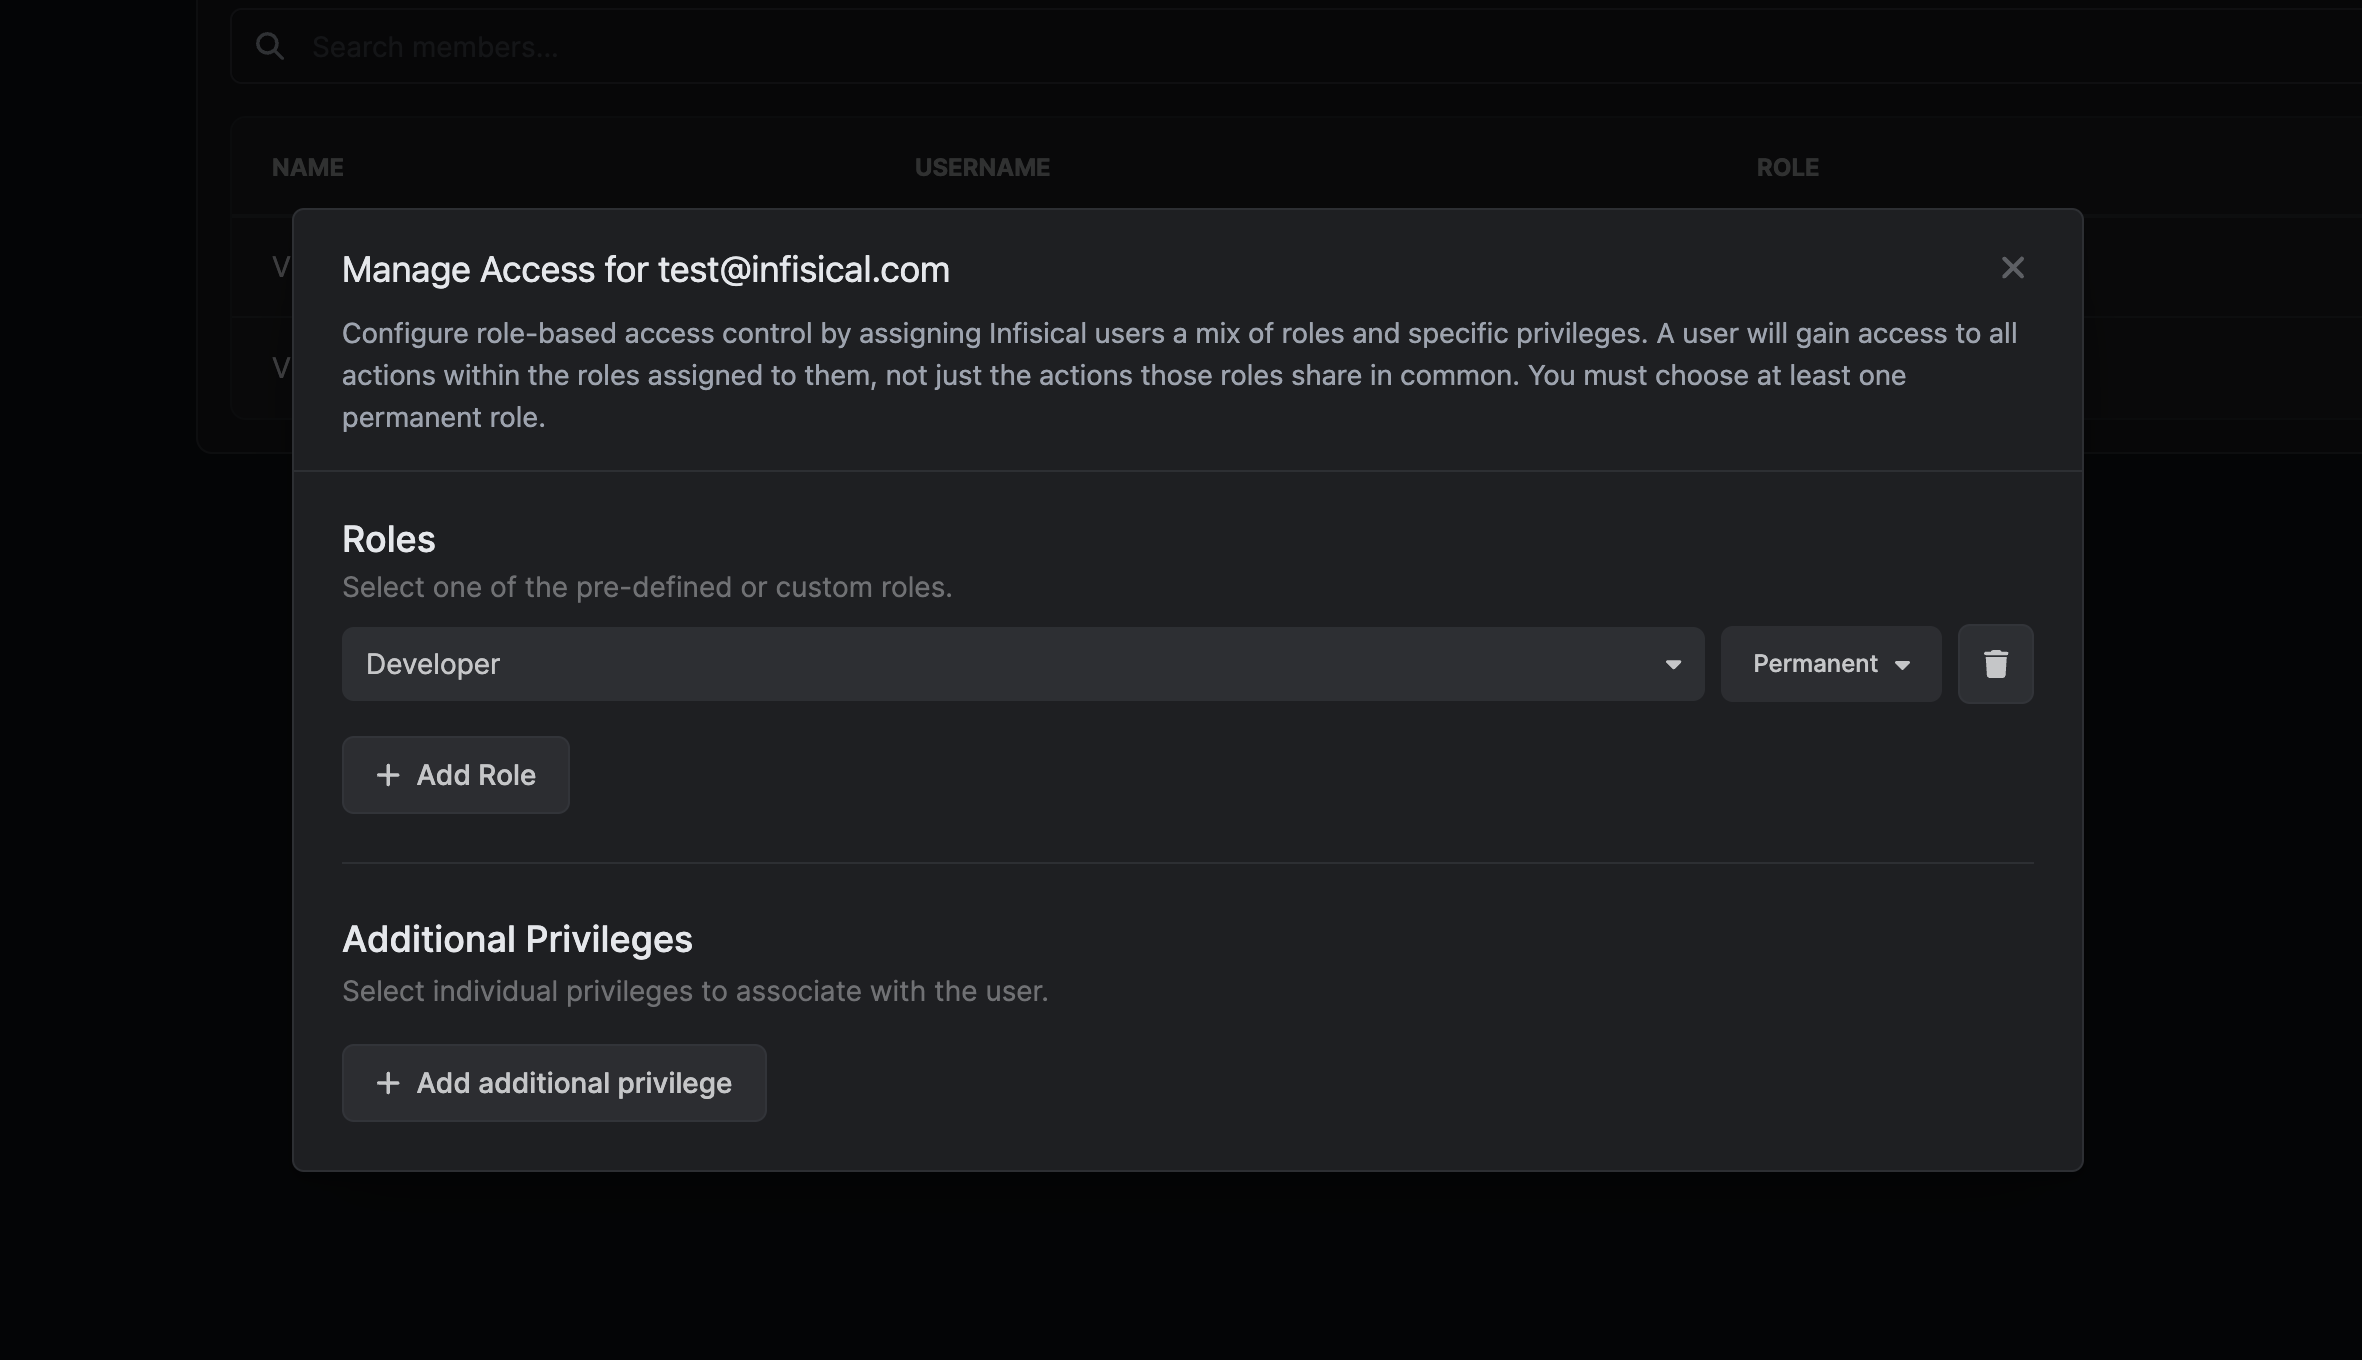 Search members...
NAME USERNAME ROLE
V
V
Manage Access for test@infisical.com
Configure role-based access control by assigning Infisical users a mix of roles and specific privileges. A user will gain access to all
actions within the roles assigned to them, not just the actions those roles share in common. You must choose at least one
permanent role.
Roles
Select one of the pre-defined or custom roles.
Developer Permanent
Add Role
Additional Privileges
Select individual privileges to associate with the user.
Add additional privilege